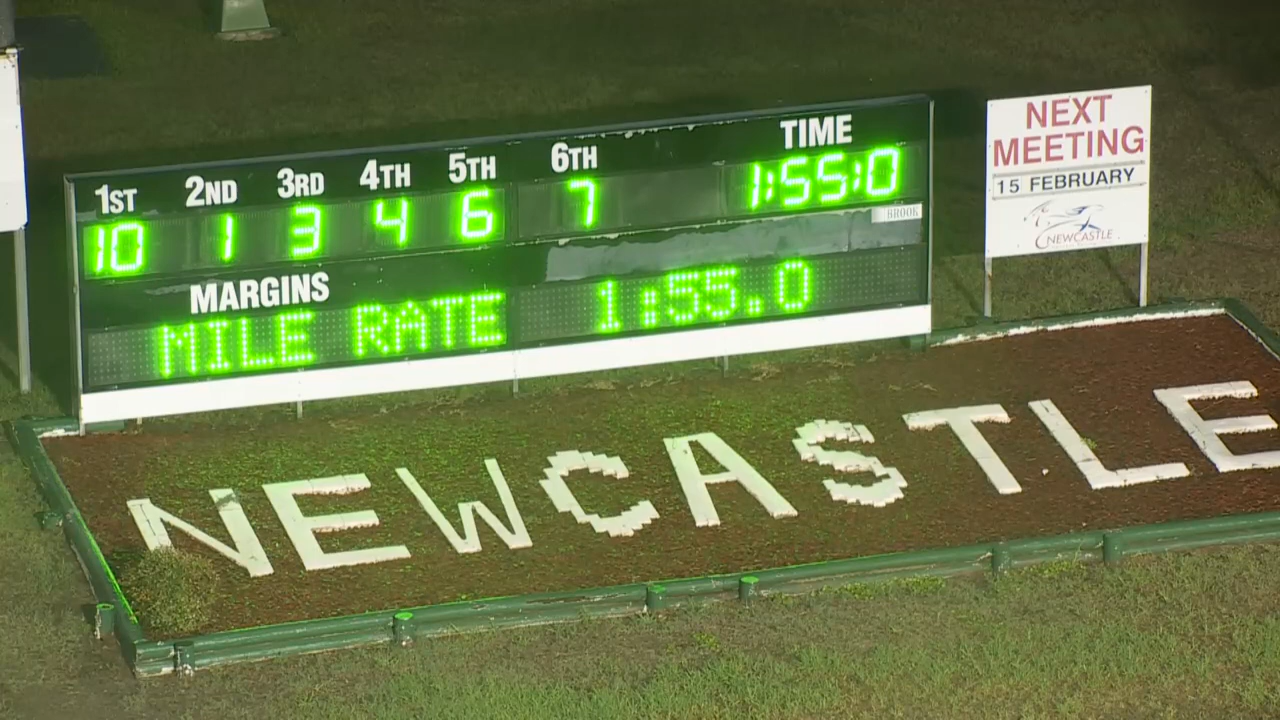 1ST 2ND 3RD 4TH 5TH 6TH TIME
10 1 3 4 6 7 1:55:0
BROOK
MARGINS
MILE RATE 1:55.0
NEXT
MEETING
15 FEBRUARY
NEWCASTLE
NEWCASTLE